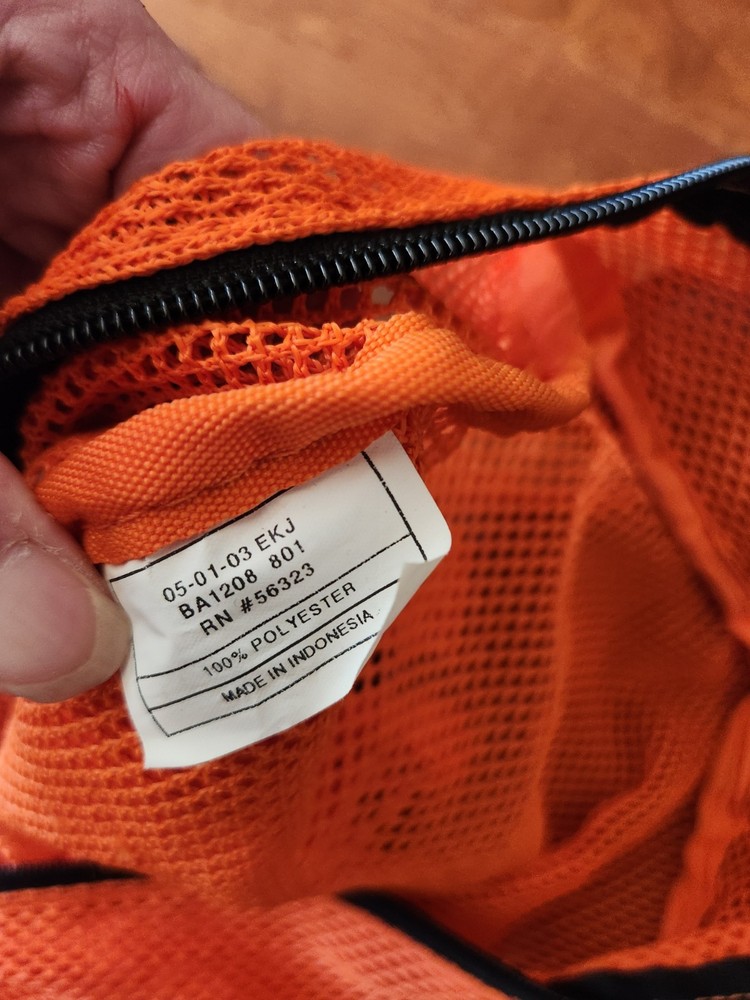 05-01-03 EKJ
BA1208 801
RN #56323
100% POLYESTER
MADE IN INDONESIA